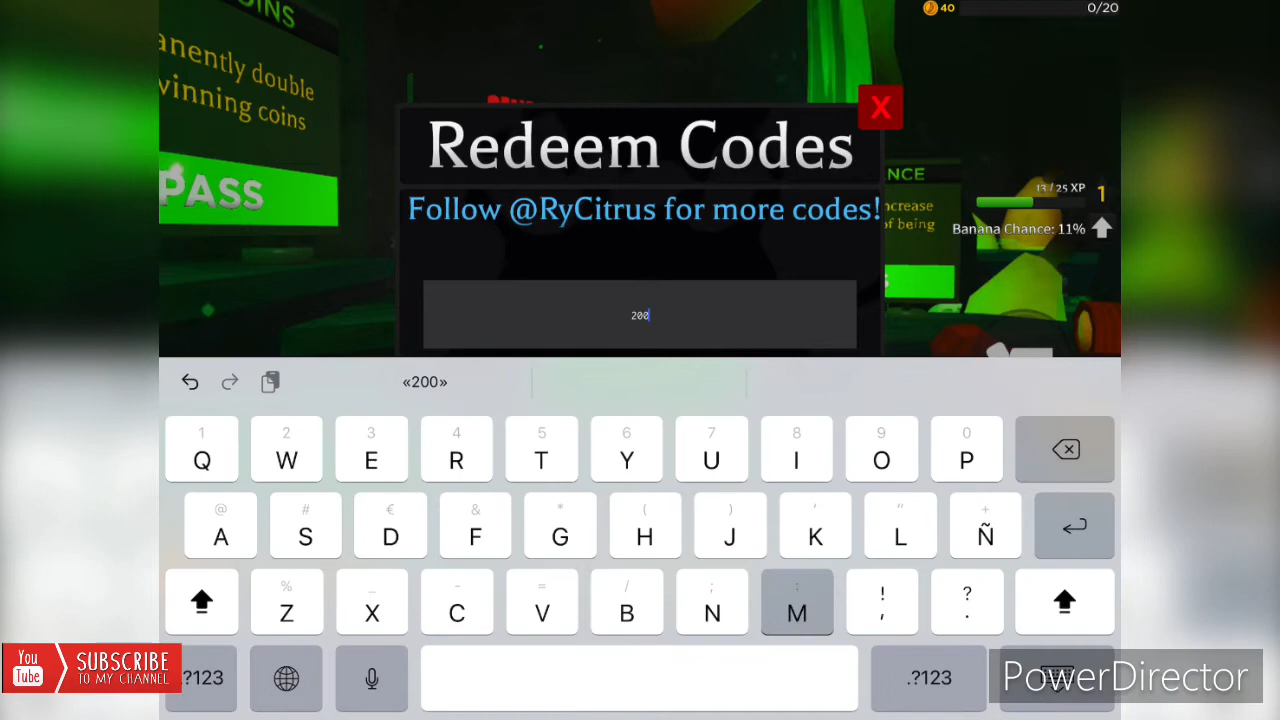 40
0/20
INS
anently double
winning coins
PASS
X
Redeem Codes
Follow @RyCitrus for more codes!
NCE
ncrease
of being
13 / 25 XP
1
Banana Chance: 11%
200
«200»
1 2 3 4 5 6 7 8 9 0
Q W E R T Y U I O P
@ # € & * ( ) ' " +
A S D F G H J K L Ñ
% _ - = / ; : ! ?
Z X C V B N M , .
.?123
.?123
You
Tube
SUBSCRIBE
TO MY CHANNEL
PowerDirector